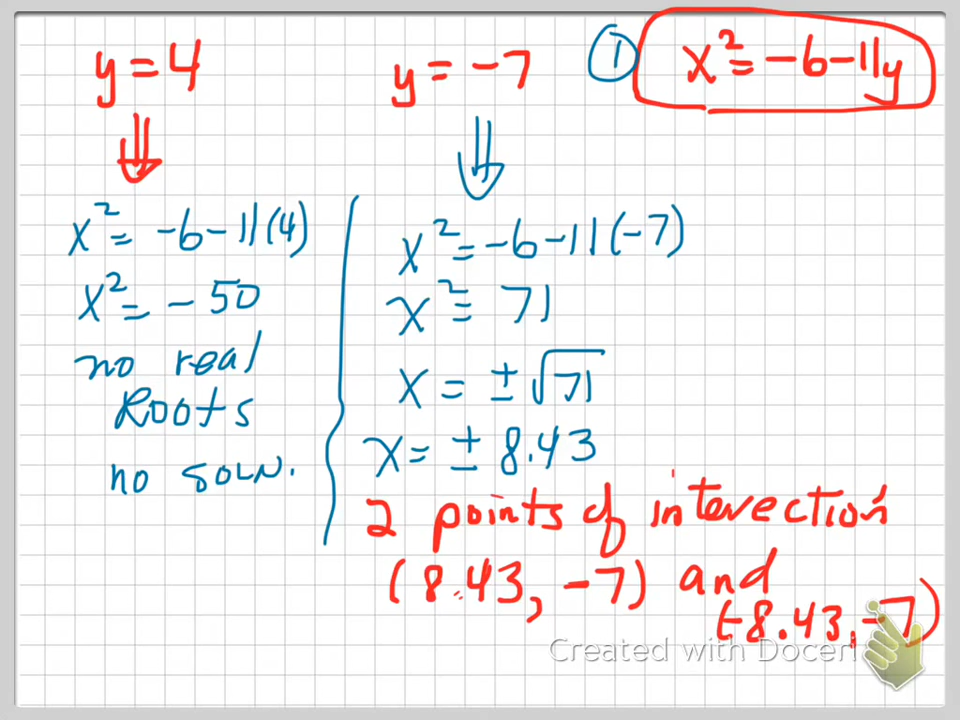 y = 4
⇓
x² = -6 - 11(4)
x² = - 50
no real
Roots
no soLN.
y = -7
⇓
x² = -6 - 11(-7)
x² = 71
x = ± √71
x = ± 8.43
① x² = -6 - 11y
2 points of intervection
(8.43, -7) and
(-8.43, -7)
Created with Doceri